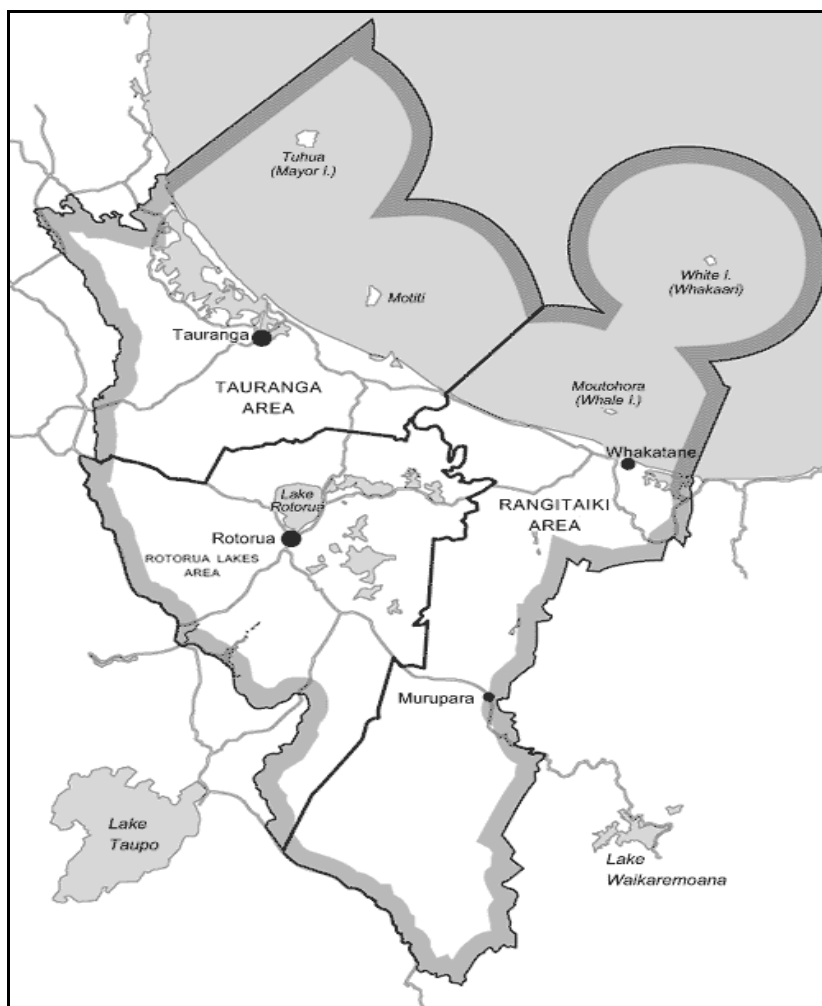 Tuhua
(Mayor i.)
White i.
(Whakaari)
Motiti
Tauranga
TAURANGA
AREA
Moutohora
(Whale i.)
Whakatane
Lake
Rotorua
RANGITAIKI
AREA
Rotorua
ROTORUA LAKES
AREA
Murupara
Lake
Taupo
Lake
Waikaremoana